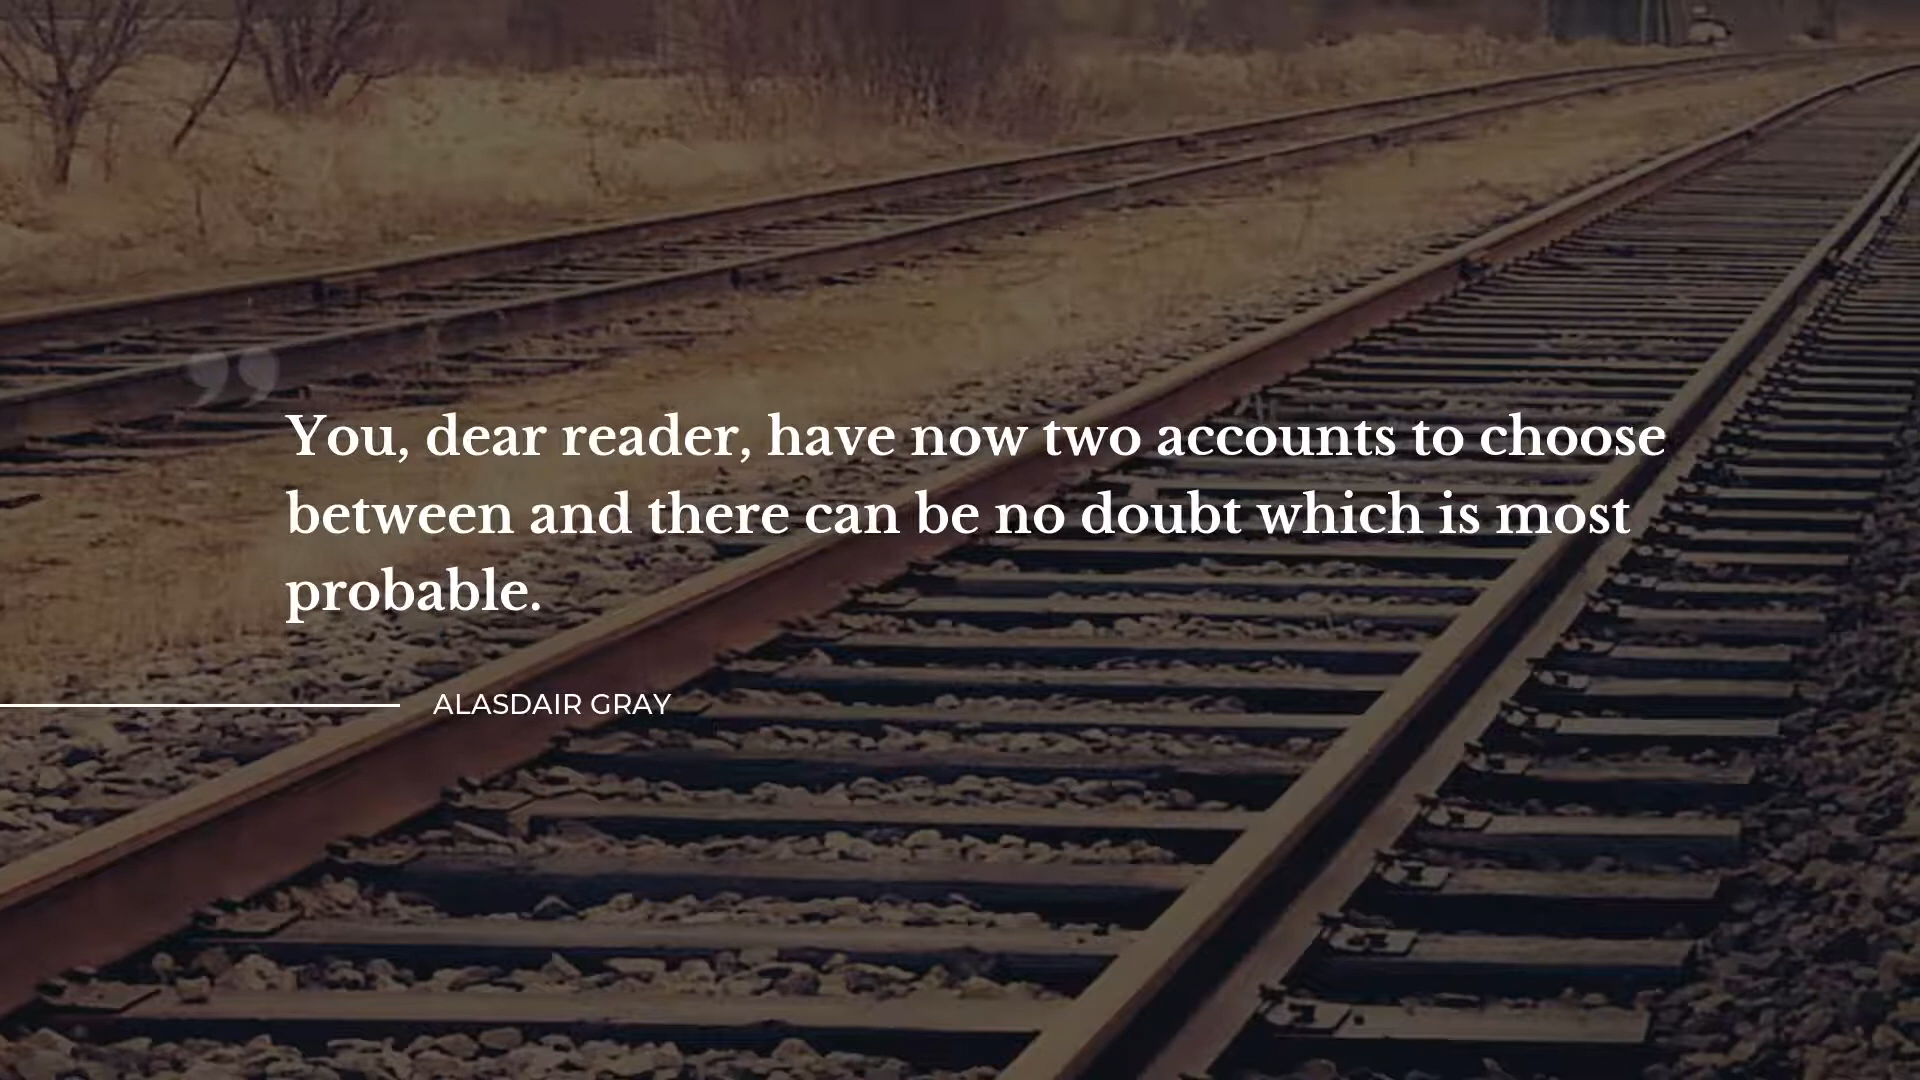 ”
You, dear reader, have now two accounts to choose
between and there can be no doubt which is most
probable.
ALASDAIR GRAY